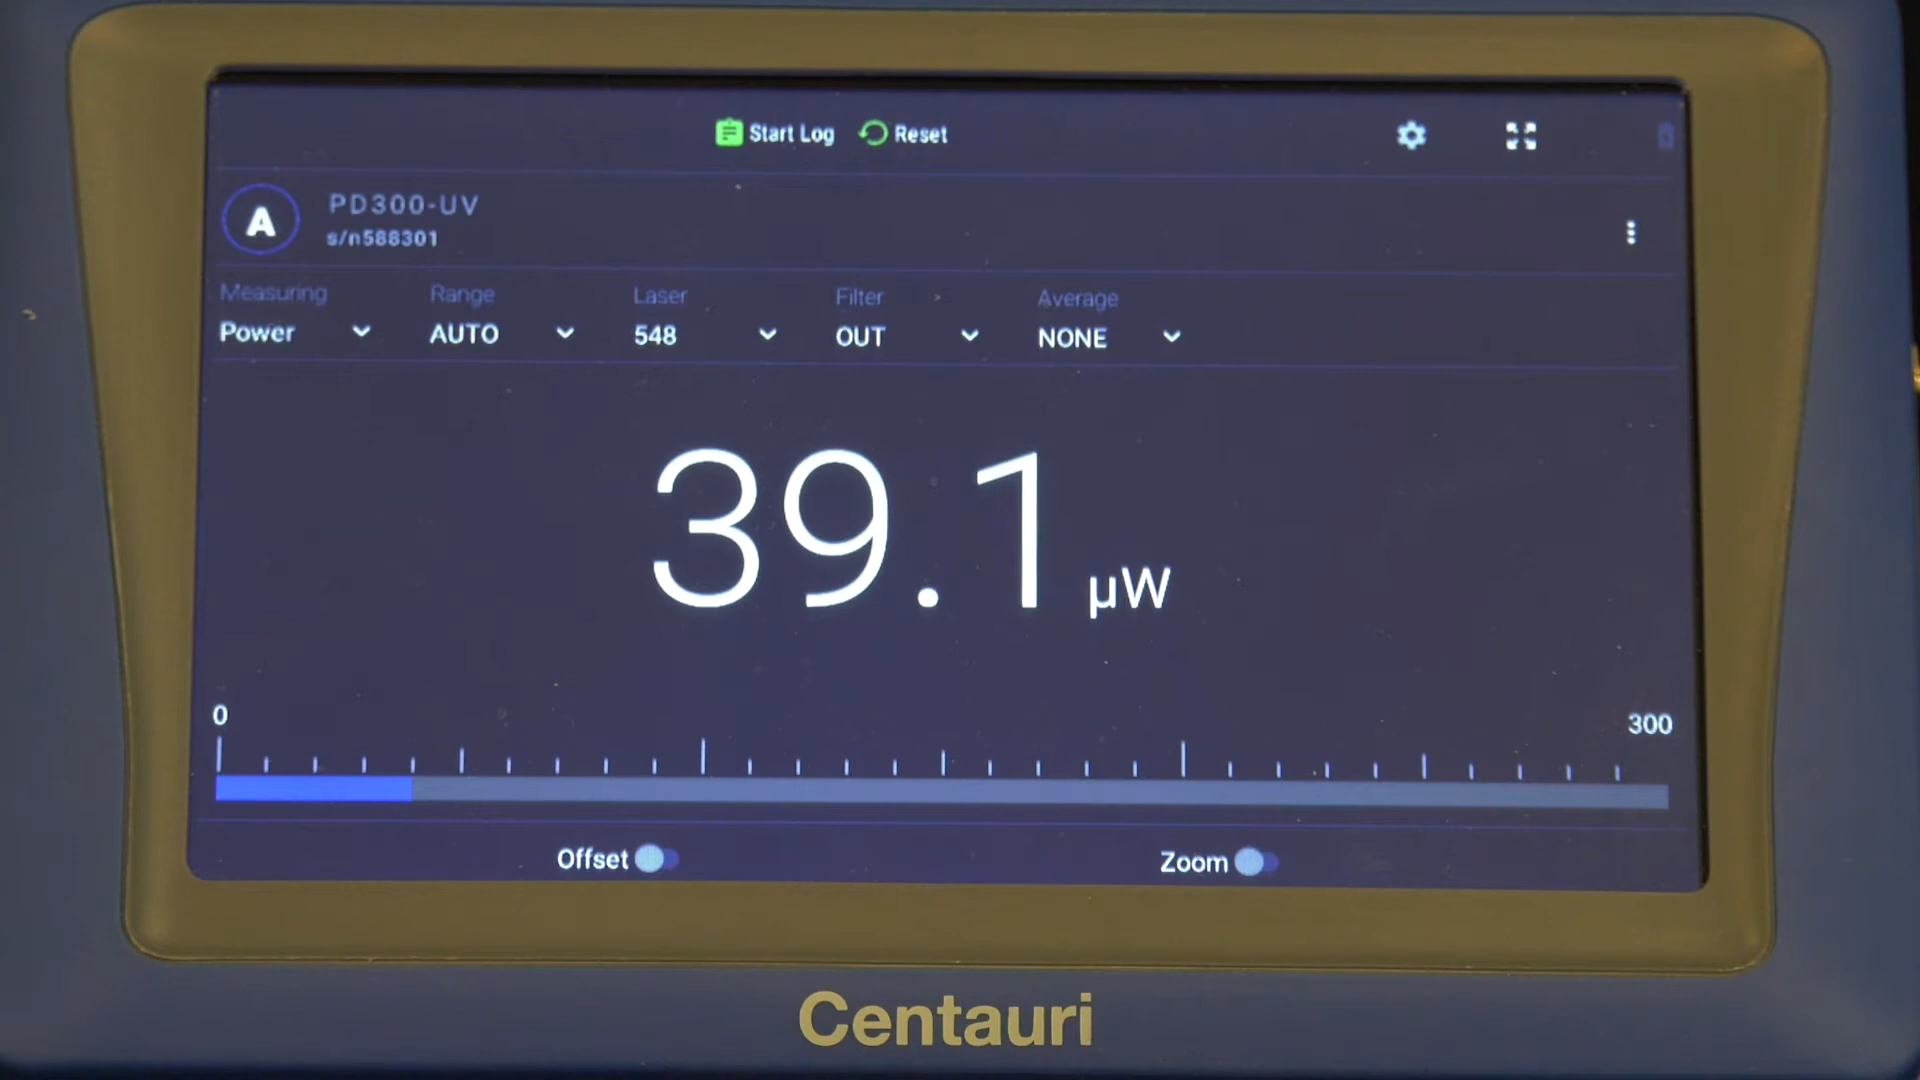 Start Log Reset
A
PD300-UV
s/n588301
Measuring Range Laser Filter Average
Power AUTO 548 OUT NONE
39.1 µW
0 300
Offset Zoom
Centauri